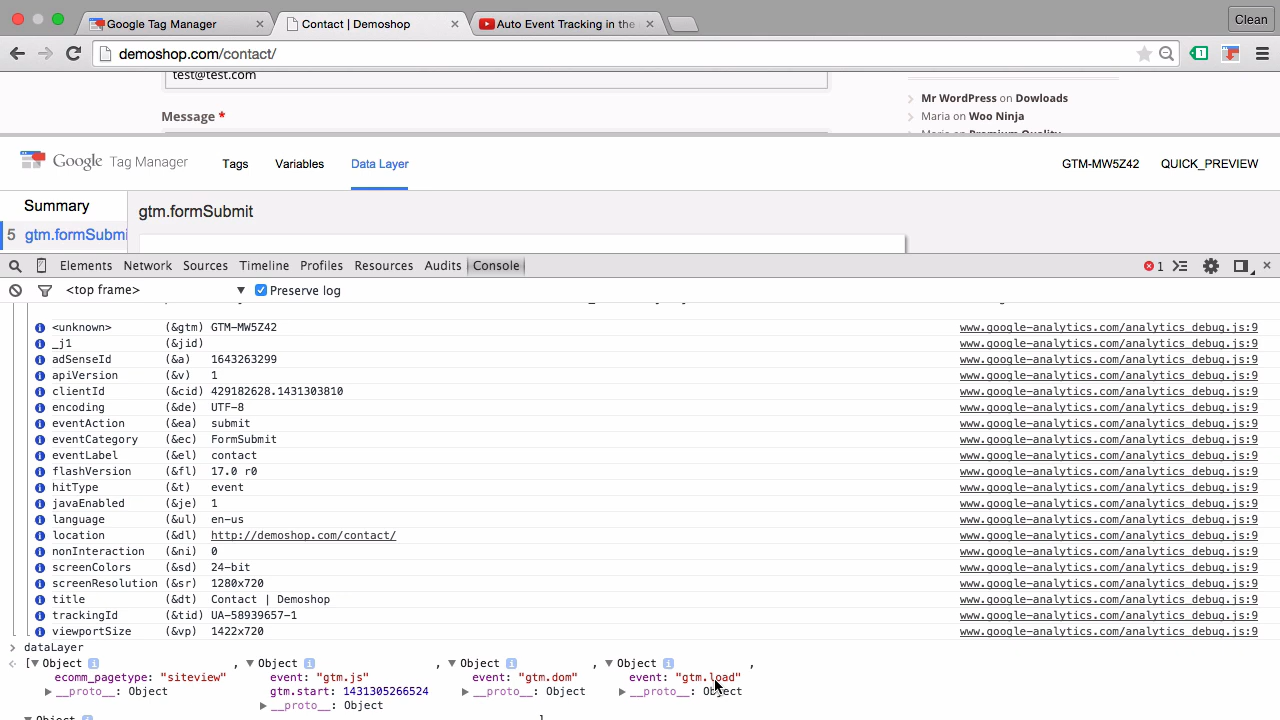 Google Tag Manager
Contact | Demoshop
Auto Event Tracking in the
Clean
demoshop.com/contact/
1
test@test.com
Message *
Mr WordPress on Dowloads
Maria on Woo Ninja
Maria on Premium Quality
Google Tag Manager
Tags
Variables
Data Layer
GTM-MW5Z42
QUICK_PREVIEW
Summary
5 gtm.formSubmi
gtm.formSubmit
Elements Network Sources Timeline Profiles Resources Audits Console
1
<top frame>
Preserve log
<unknown> (&gtm) GTM-MW5Z42 www.google-analytics.com/analytics_debug.js:9
_j1 (&jid) www.google-analytics.com/analytics_debug.js:9
adSenseId (&a) 1643263299 www.google-analytics.com/analytics_debug.js:9
apiVersion (&v) 1 www.google-analytics.com/analytics_debug.js:9
clientId (&cid) 429182628.1431303810 www.google-analytics.com/analytics_debug.js:9
encoding (&de) UTF-8 www.google-analytics.com/analytics_debug.js:9
eventAction (&ea) submit www.google-analytics.com/analytics_debug.js:9
eventCategory (&ec) FormSubmit www.google-analytics.com/analytics_debug.js:9
eventLabel (&el) contact www.google-analytics.com/analytics_debug.js:9
flashVersion (&fl) 17.0 r0 www.google-analytics.com/analytics_debug.js:9
hitType (&t) event www.google-analytics.com/analytics_debug.js:9
javaEnabled (&je) 1 www.google-analytics.com/analytics_debug.js:9
language (&ul) en-us www.google-analytics.com/analytics_debug.js:9
location (&dl) http://demoshop.com/contact/ www.google-analytics.com/analytics_debug.js:9
nonInteraction (&ni) 0 www.google-analytics.com/analytics_debug.js:9
screenColors (&sd) 24-bit www.google-analytics.com/analytics_debug.js:9
screenResolution (&sr) 1280x720 www.google-analytics.com/analytics_debug.js:9
title (&dt) Contact | Demoshop www.google-analytics.com/analytics_debug.js:9
trackingId (&tid) UA-58939657-1 www.google-analytics.com/analytics_debug.js:9
viewportSize (&vp) 1422x720 www.google-analytics.com/analytics_debug.js:9
dataLayer
[Object , Object , Object , Object ,
ecomm_pagetype: "siteview" event: "gtm.js" event: "gtm.dom" event: "gtm.load"
__proto__: Object gtm.start: 1431305266524 __proto__: Object __proto__: Object
__proto__: Object
Object ]